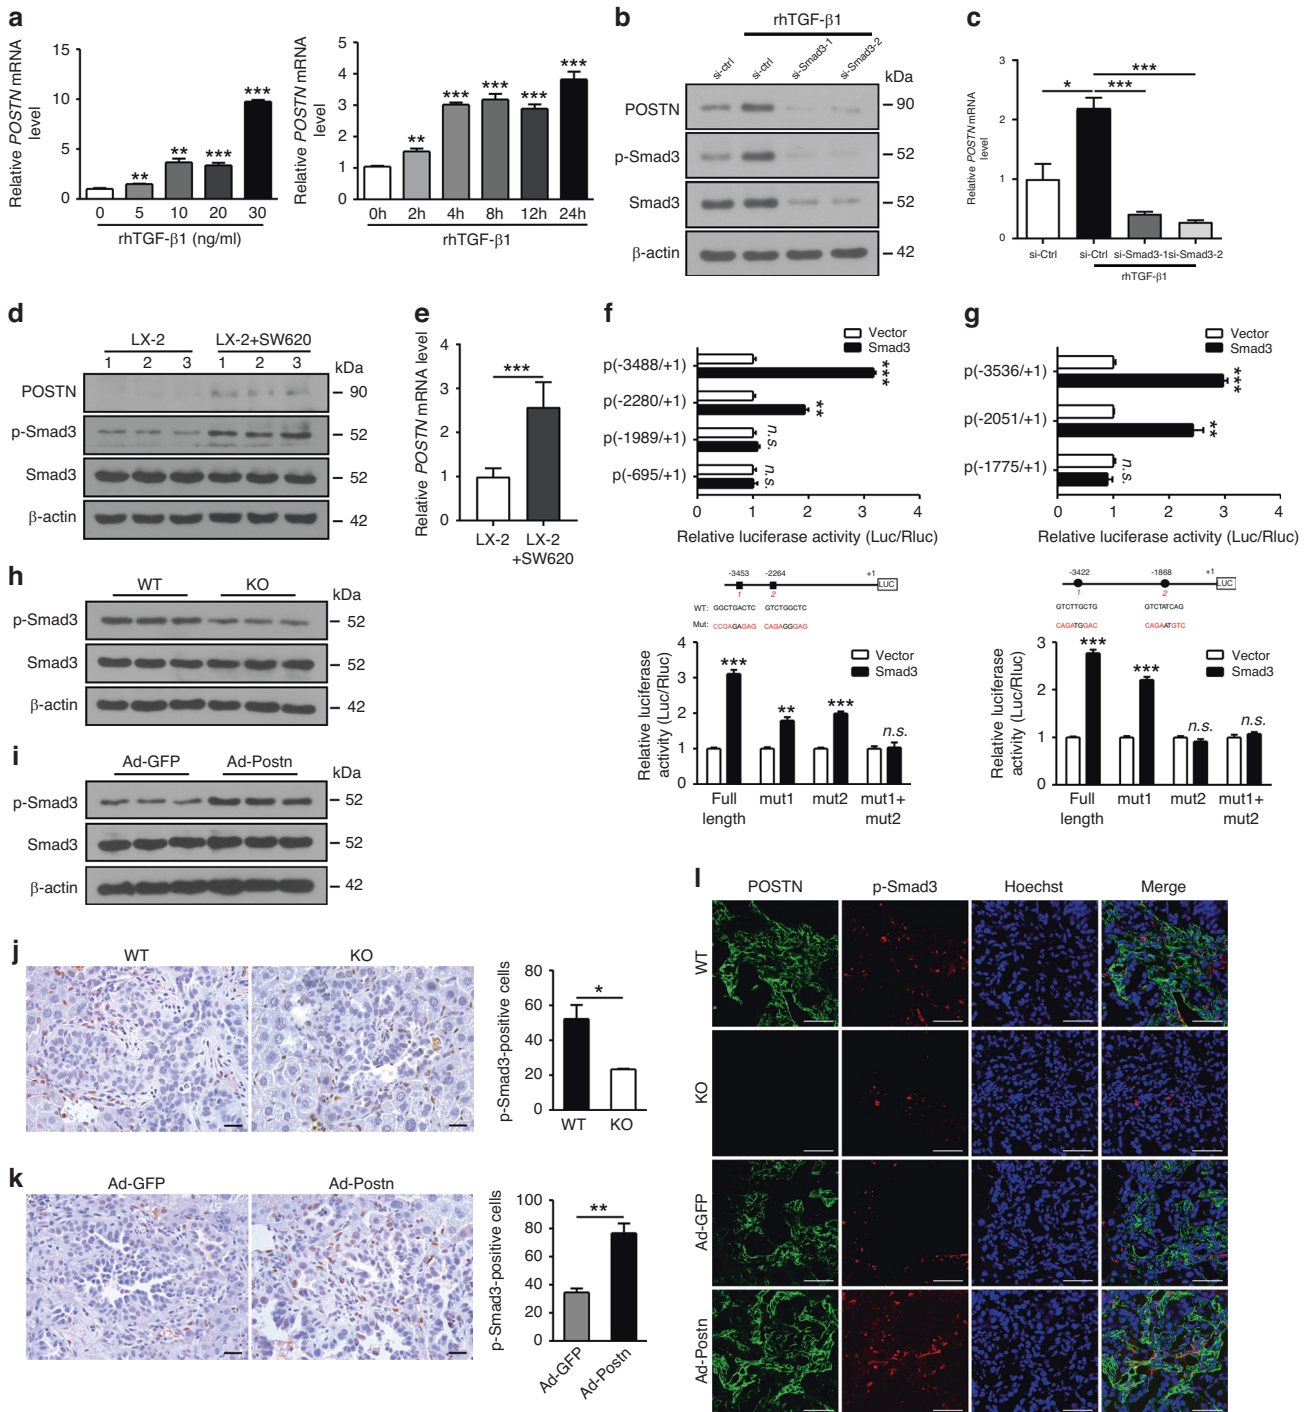 a
Relative POSTN mRNA level
15
10
5
0
** ** *** ***
0 5 10 20 30
rhTGF-β1 (ng/ml)
Relative POSTN mRNA level
5
4
3
2
1
0
** *** *** *** ***
0h 2h 4h 8h 12h 24h
rhTGF-β1
b
rhTGF-β1
si-ctrl si-ctrl si-Smad3-1 si-Smad3-2
kDa
POSTN 90
p-Smad3 52
Smad3 52
β-actin 42
c
Relative POSTN mRNA level
3
2
1
0
***
* ***
si-Ctrl si-Ctrl si-Smad3-1 si-Smad3-2
rhTGF-β1
d
LX-2 LX-2+SW620
1 2 3 1 2 3 kDa
POSTN 90
p-Smad3 52
Smad3 52
β-actin 42
e
Relative POSTN mRNA level
4
3
2
1
0
***
LX-2 LX-2 +SW620
f
Vector
Smad3
p(-3488/+1) ***
p(-2280/+1) **
p(-1989/+1) n.s.
p(-695/+1) n.s.
0 1 2 3 4
Relative luciferase activity (Luc/Rluc)
-3453 -2264 +1
LUC
1 2
WT: GGCTGACTC GTCTGGCTC
Mut: CCGAGAGAG CAGAGGGAG
Vector
Smad3
Relative luciferase activity (Luc/Rluc)
4
3
2
1
0
*** ** *** n.s.
Full length mut1 mut2 mut1+ mut2
g
Vector
Smad3
p(-3536/+1) ***
p(-2051/+1) **
p(-1775/+1) n.s.
0 1 2 3 4
Relative luciferase activity (Luc/Rluc)
-3422 -1868 +1
LUC
1 2
GTCTTGCTG GTCTATCAG
CAGATGGAC CAGAATGTC
Vector
Smad3
Relative luciferase activity (Luc/Rluc)
3
2
1
0
*** *** n.s. n.s.
Full length mut1 mut2 mut1+ mut2
h
WT KO kDa
p-Smad3 52
Smad3 52
β-actin 42
i
Ad-GFP Ad-Postn kDa
p-Smad3 52
Smad3 52
β-actin 42
j
WT KO
p-Smad3-positive cells
80
60
40
20
0
*
WT KO
k
Ad-GFP Ad-Postn
p-Smad3-positive cells
100
80
60
40
20
0
**
Ad-GFP Ad-Postn
l
POSTN p-Smad3 Hoechst Merge
WT
KO
Ad-GFP
Ad-Postn